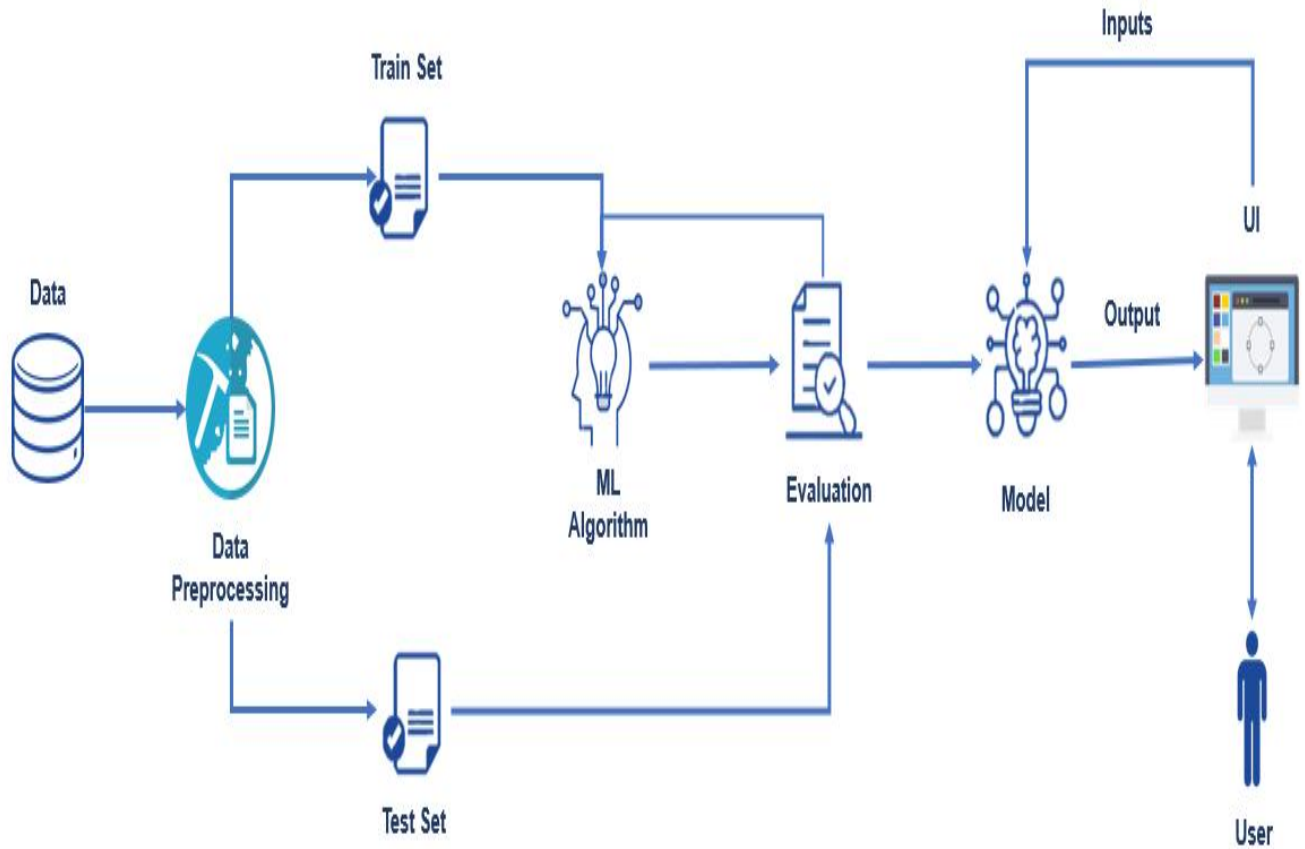 Inputs
Train Set
UI
Data
Output
ML
Algorithm
Evaluation
Model
Data
Preprocessing
Test Set
User